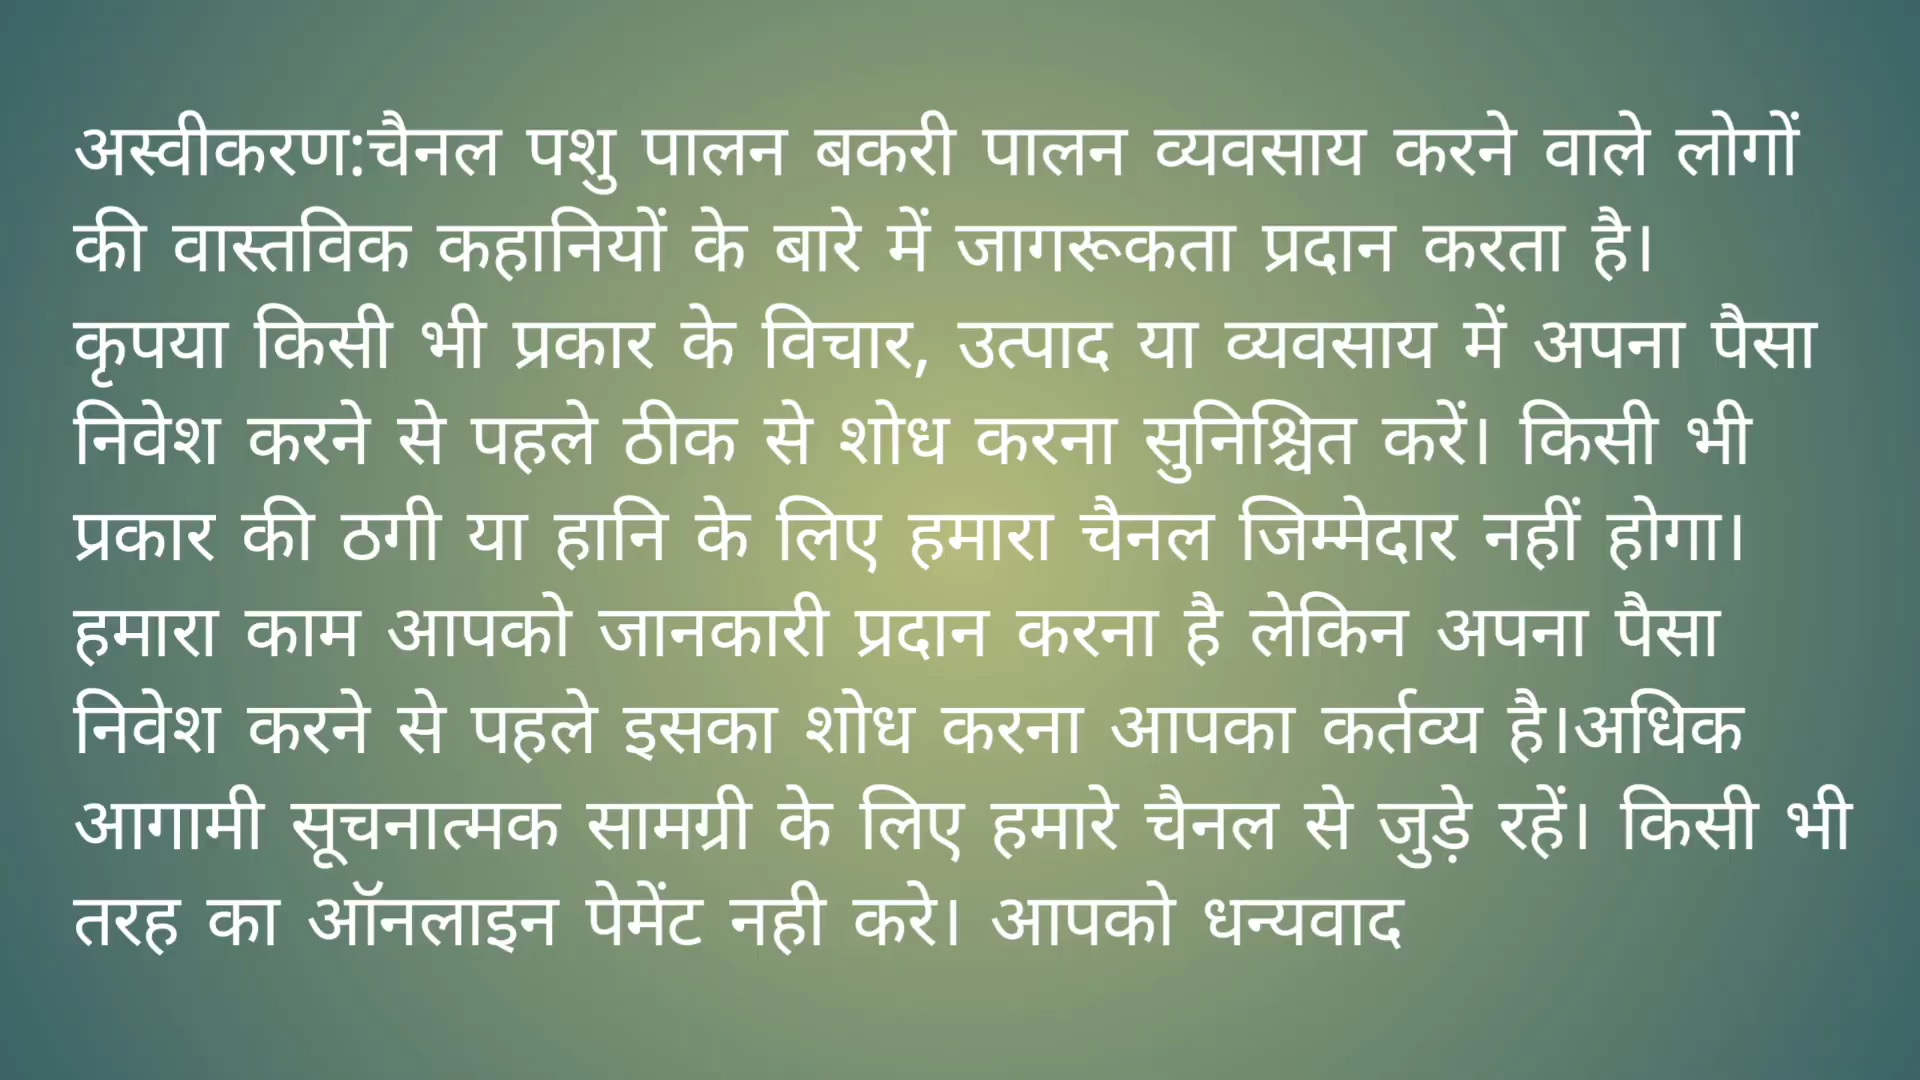 अस्वीकरण:चैनल पशु पालन बकरी पालन व्यवसाय करने वाले लोगों
की वास्तविक कहानियों के बारे में जागरूकता प्रदान करता है।
कृपया किसी भी प्रकार के विचार, उत्पाद या व्यवसाय में अपना पैसा
निवेश करने से पहले ठीक से शोध करना सुनिश्चित करें। किसी भी
प्रकार की ठगी या हानि के लिए हमारा चैनल जिम्मेदार नहीं होगा।
हमारा काम आपको जानकारी प्रदान करना है लेकिन अपना पैसा
निवेश करने से पहले इसका शोध करना आपका कर्तव्य है।अधिक
आगामी सूचनात्मक सामग्री के लिए हमारे चैनल से जुड़े रहें। किसी भी
तरह का ऑनलाइन पेमेंट नही करे। आपको धन्यवाद